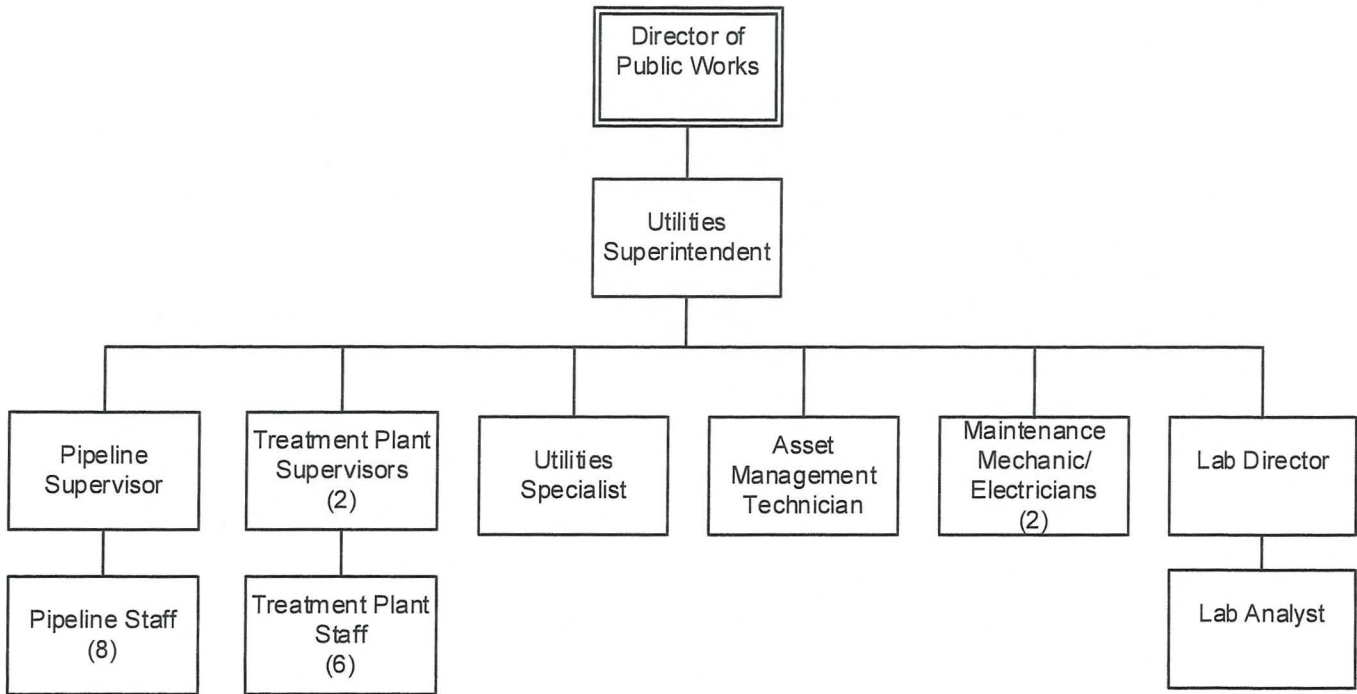 Director of
Public Works
Utilities
Superintendent
Pipeline
Supervisor
Treatment Plant
Supervisors
(2)
Utilities
Specialist
Asset
Management
Technician
Maintenance
Mechanic/
Electricians
(2)
Lab Director
Pipeline Staff
(8)
Treatment Plant
Staff
(6)
Lab Analyst